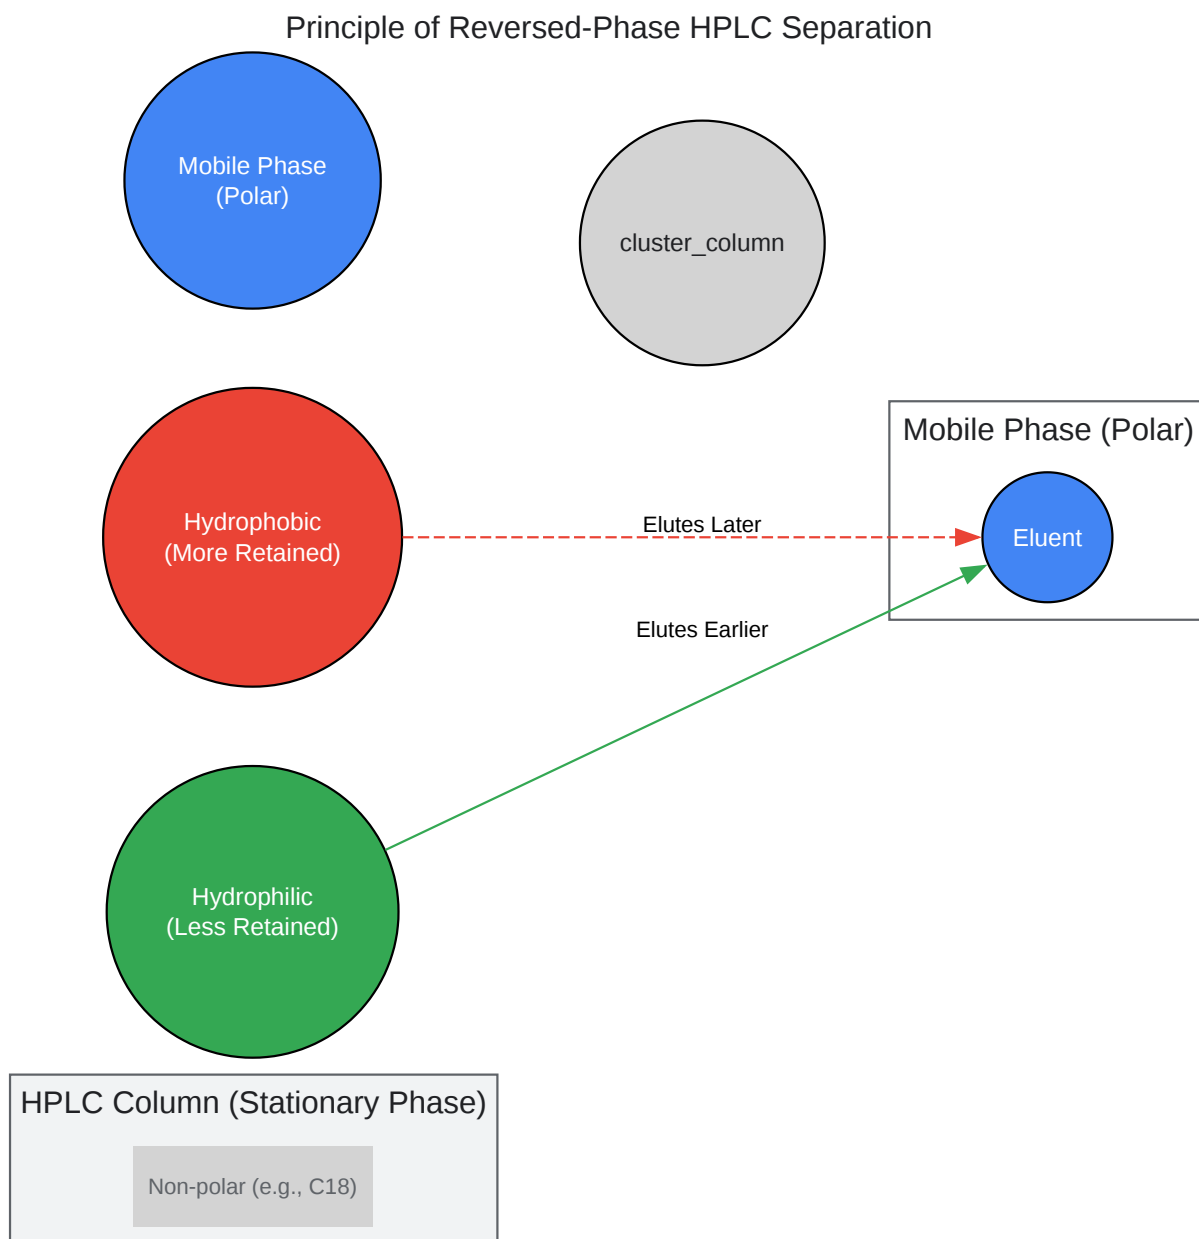 Principle of Reversed-Phase HPLC Separation
Mobile Phase
(Polar)
cluster_column
Mobile Phase (Polar)
Hydrophobic
(More Retained)
Elutes Later
Eluent
Elutes Earlier
Hydrophilic
(Less Retained)
HPLC Column (Stationary Phase)
Non-polar (e.g., C18)